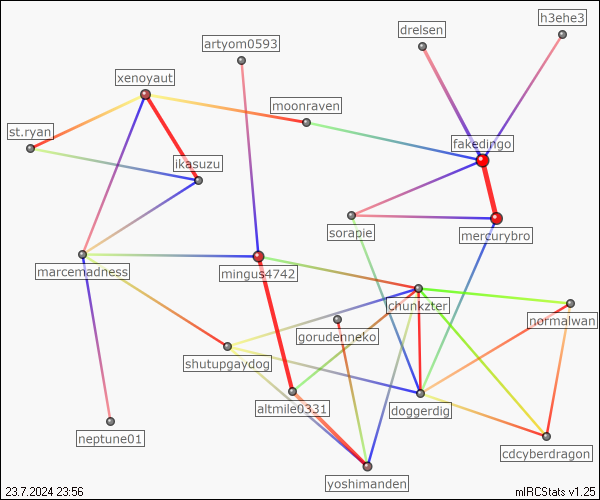 h3ehe3
drelsen
artyom0593
xenoyaut
moonraven
st.ryan
fakedingo
ikasuzu
sorapie
mercurybro
marcemadness
mingus4742
chunkzter
normalwan
gorudenneko
shutupgaydog
altmile0331
doggerdig
neptune01
cdcyberdragon
yoshimanden
23.7.2024 23:56
mIRCStats v1.25